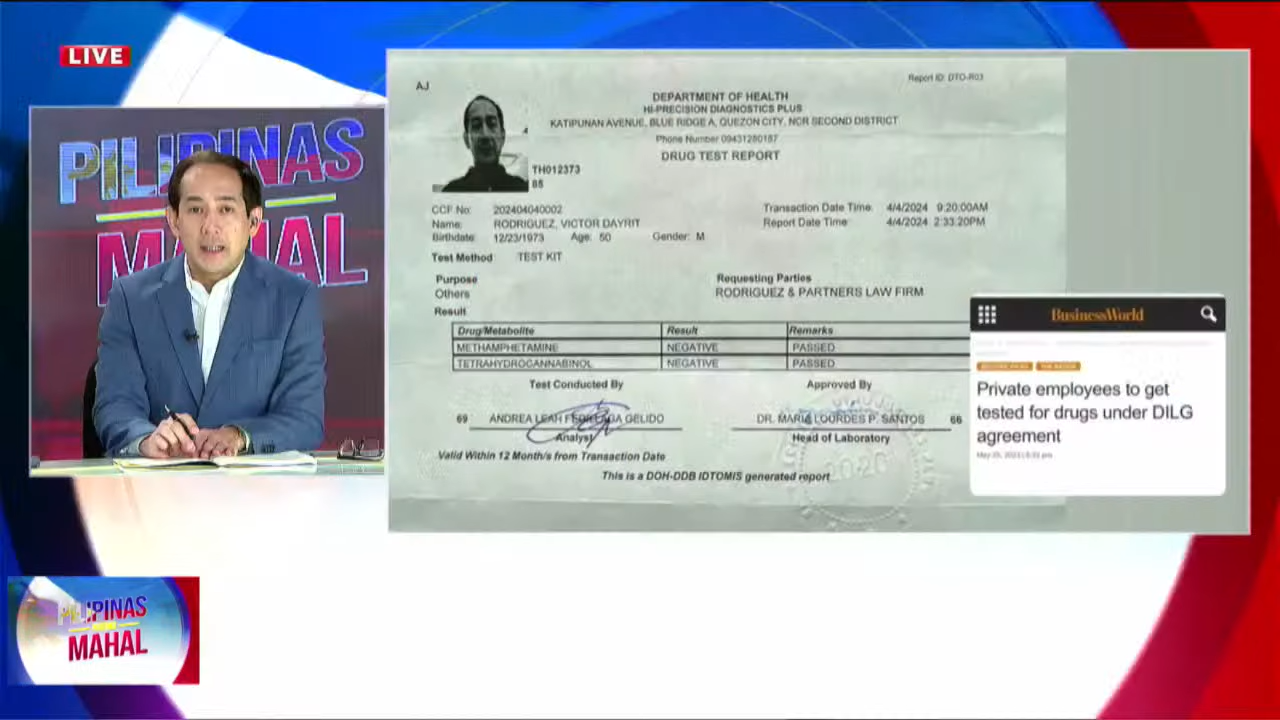 LIVE
PILIPINAS
MAHAL
AJ
Report ID: DTO-R03
DEPARTMENT OF HEALTH
HI-PRECISION DIAGNOSTICS PLUS
KATIPUNAN AVENUE, BLUE RIDGE A, QUEZON CITY, NCR SECOND DISTRICT
Phone Number 09431280187
DRUG TEST REPORT
TH012373
85
CCF No: 202404040002 Transaction Date Time: 4/4/2024 9:20:00AM
Name: RODRIGUEZ, VICTOR DAYRIT Report Date Time: 4/4/2024 2:33:20PM
Birthdate: 12/23/1973 Age: 50 Gender: M
Test Method TEST KIT
Purpose Requesting Parties
Others RODRIGUEZ & PARTNERS LAW FIRM
Result
Drug/Metabolite Result Remarks
METHAMPHETAMINE NEGATIVE PASSED
TETRAHYDROCANNABINOL NEGATIVE PASSED
Test Conducted By Approved By
69 ANDREA LEAH GELIDO DR. MARIA LOURDES P. SANTOS 66
Analyst Head of Laboratory
Valid Within 12 Month/s from Transaction Date
This is a DOH-DDB IDTOMIS generated report
2020
BusinessWorld
Private employees to get
tested for drugs under DILG
agreement
PILIPINAS
MAHAL